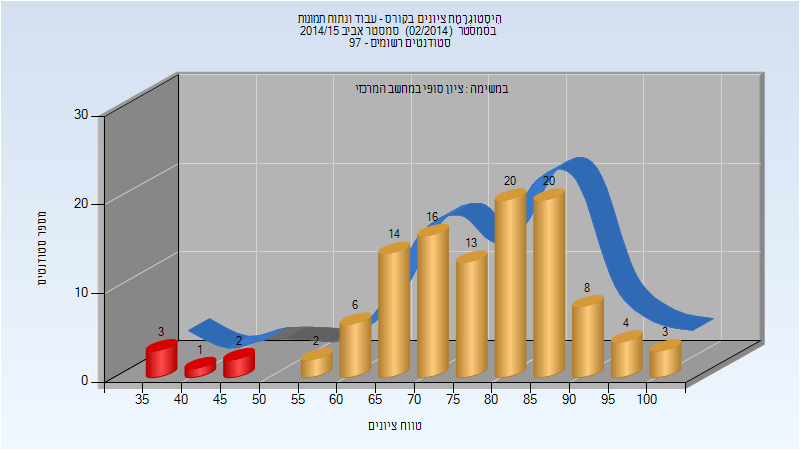 היסטוגרמת ציונים בקורס - עבוד ונתוח תמונות
בסמסטר (02/2014) סמסטר אביב 2014/15
סטודנטים רשומים - 97
במשימה : ציון סופי במחשב המרכזי
30
20
10
0
מספר סטודנטים
3
1
2
2
6
14
16
13
20
20
8
4
3
35 40 45 50 55 60 65 70 75 80 85 90 95 100
טווח ציונים